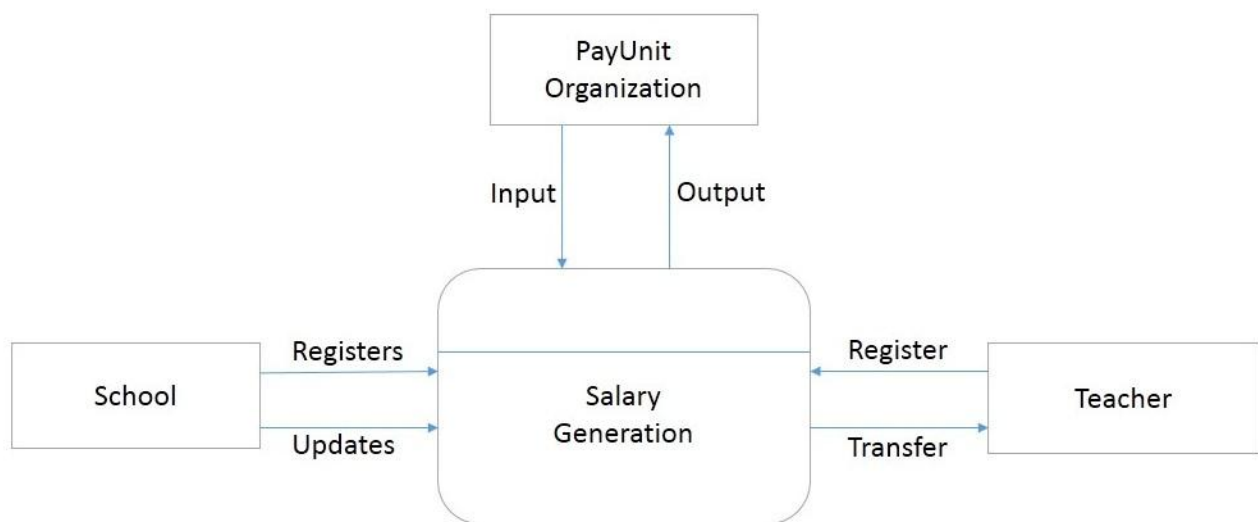 PayUnit
Organization
Input
Output
Registers
Register
School
Salary
Generation
Teacher
Updates
Transfer